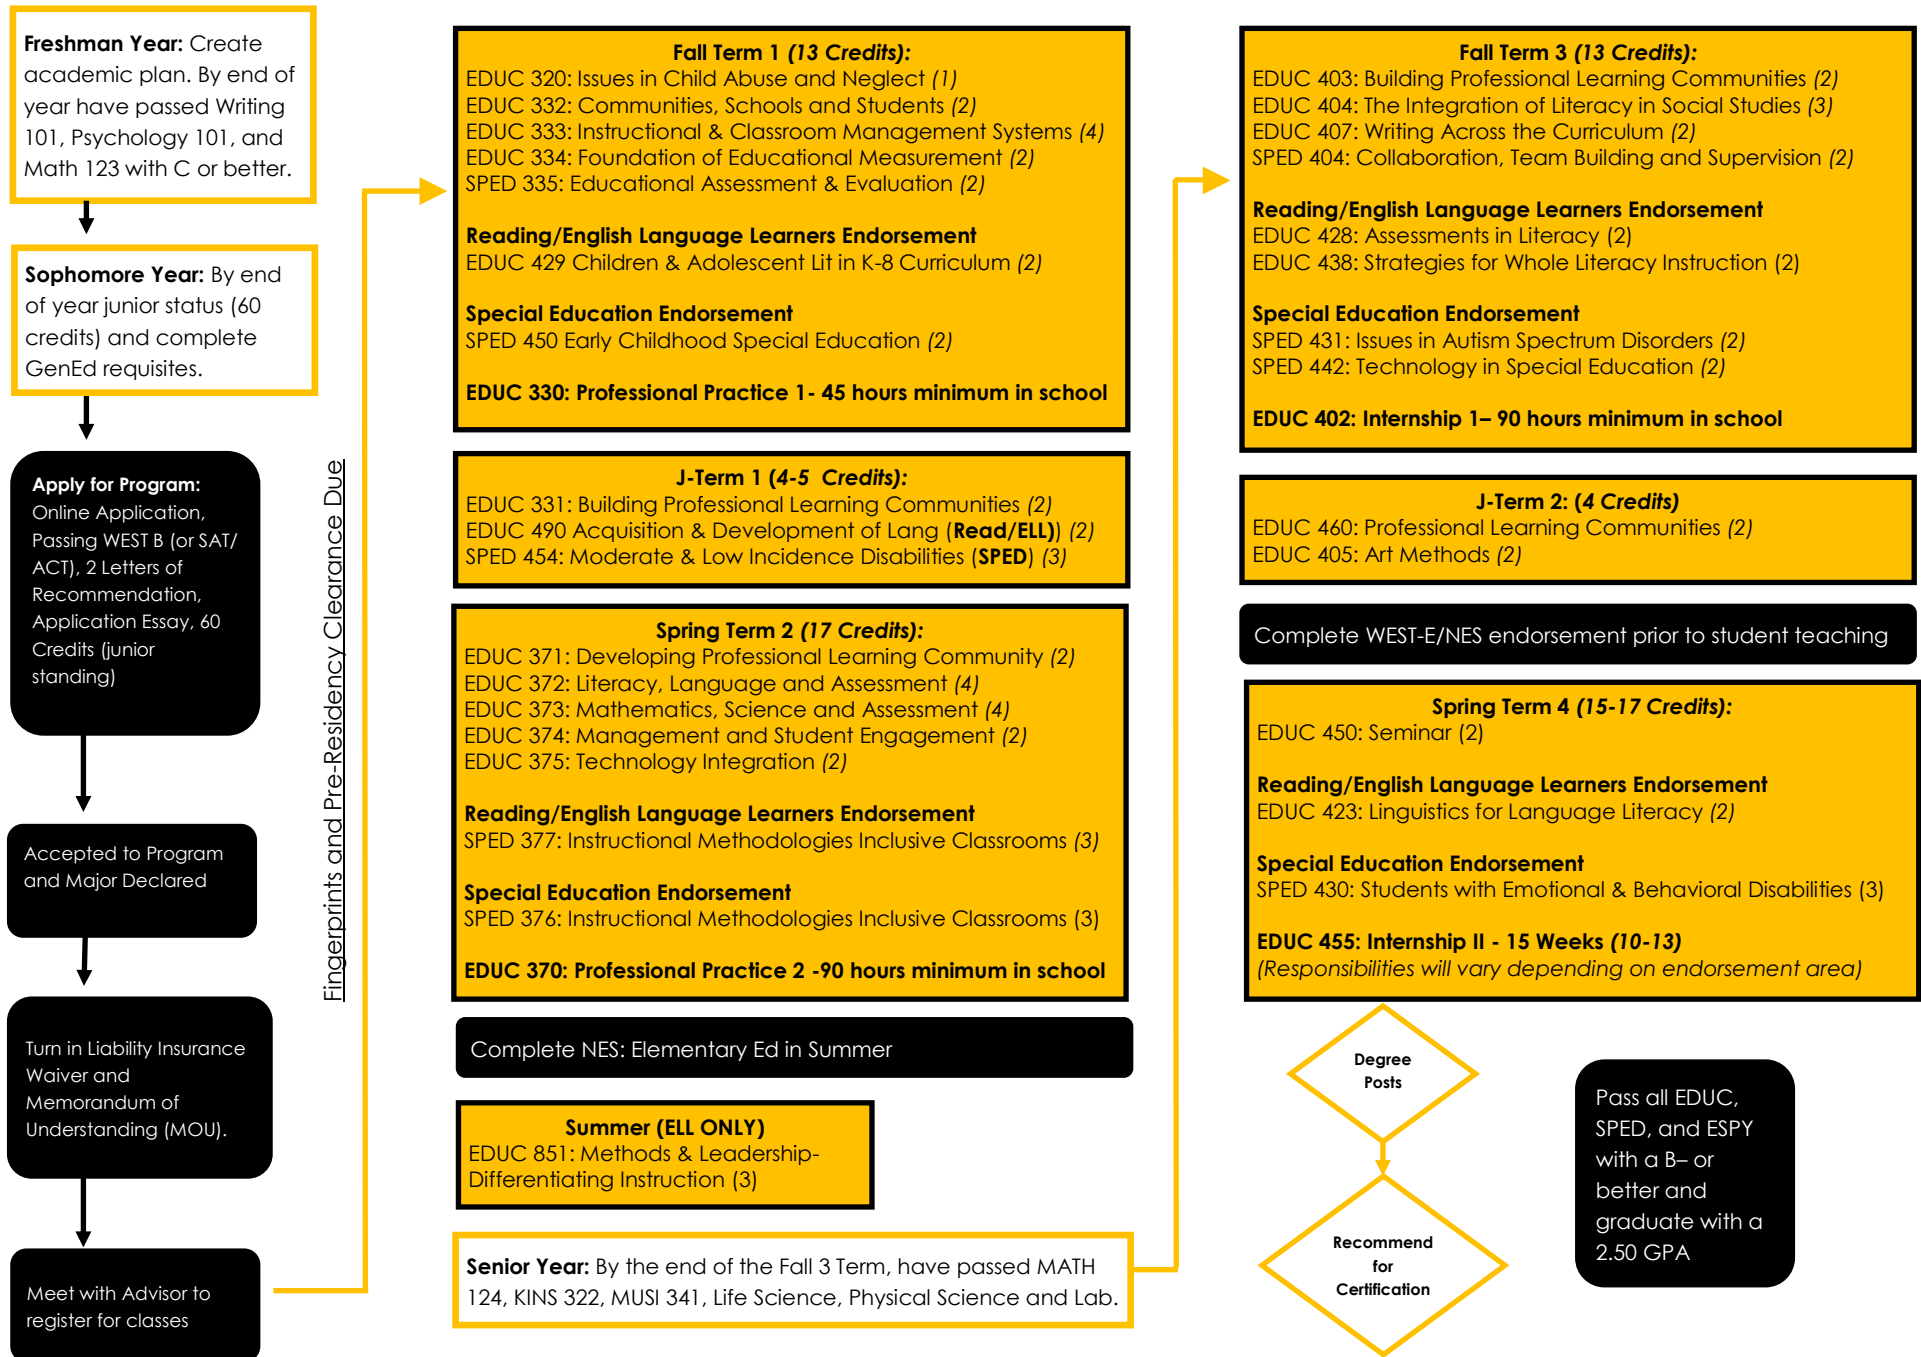 Freshman Year: Create
academic plan. By end of
year have passed Writing
101, Psychology 101, and
Math 123 with C or better.
Sophomore Year: By end
of year junior status (60
credits) and complete
GenEd requisites.
Apply for Program:
Online Application,
Passing WEST B (or SAT/
ACT), 2 Letters of
Recommendation,
Application Essay, 60
Credits (junior
standing)
Accepted to Program
and Major Declared
Turn in Liability Insurance
Waiver and
Memorandum of
Understanding (MOU).
Meet with Advisor to
register for classes
Fingerprints and Pre-Residency Clearance Due
Fall Term 1 (13 Credits):
EDUC 320: Issues in Child Abuse and Neglect (1)
EDUC 332: Communities, Schools and Students (2)
EDUC 333: Instructional & Classroom Management Systems (4)
EDUC 334: Foundation of Educational Measurement (2)
SPED 335: Educational Assessment & Evaluation (2)
Reading/English Language Learners Endorsement
EDUC 429 Children & Adolescent Lit in K-8 Curriculum (2)
Special Education Endorsement
SPED 450 Early Childhood Special Education (2)
EDUC 330: Professional Practice 1- 45 hours minimum in school
J-Term 1 (4-5 Credits):
EDUC 331: Building Professional Learning Communities (2)
EDUC 490 Acquisition & Development of Lang (Read/ELL)) (2)
SPED 454: Moderate & Low Incidence Disabilities (SPED) (3)
Spring Term 2 (17 Credits):
EDUC 371: Developing Professional Learning Community (2)
EDUC 372: Literacy, Language and Assessment (4)
EDUC 373: Mathematics, Science and Assessment (4)
EDUC 374: Management and Student Engagement (2)
EDUC 375: Technology Integration (2)
Reading/English Language Learners Endorsement
SPED 377: Instructional Methodologies Inclusive Classrooms (3)
Special Education Endorsement
SPED 376: Instructional Methodologies Inclusive Classrooms (3)
EDUC 370: Professional Practice 2 -90 hours minimum in school
Complete NES: Elementary Ed in Summer
Summer (ELL ONLY)
EDUC 851: Methods & Leadership-
Differentiating Instruction (3)
Senior Year: By the end of the Fall 3 Term, have passed MATH
124, KINS 322, MUSI 341, Life Science, Physical Science and Lab.
Fall Term 3 (13 Credits):
EDUC 403: Building Professional Learning Communities (2)
EDUC 404: The Integration of Literacy in Social Studies (3)
EDUC 407: Writing Across the Curriculum (2)
SPED 404: Collaboration, Team Building and Supervision (2)
Reading/English Language Learners Endorsement
EDUC 428: Assessments in Literacy (2)
EDUC 438: Strategies for Whole Literacy Instruction (2)
Special Education Endorsement
SPED 431: Issues in Autism Spectrum Disorders (2)
SPED 442: Technology in Special Education (2)
EDUC 402: Internship 1– 90 hours minimum in school
J-Term 2: (4 Credits)
EDUC 460: Professional Learning Communities (2)
EDUC 405: Art Methods (2)
Complete WEST-E/NES endorsement prior to student teaching
Spring Term 4 (15-17 Credits):
EDUC 450: Seminar (2)
Reading/English Language Learners Endorsement
EDUC 423: Linguistics for Language Literacy (2)
Special Education Endorsement
SPED 430: Students with Emotional & Behavioral Disabilities (3)
EDUC 455: Internship II - 15 Weeks (10-13)
(Responsibilities will vary depending on endorsement area)
Degree
Posts
Recommend
for
Certification
Pass all EDUC,
SPED, and ESPY
with a B– or
better and
graduate with a
2.50 GPA